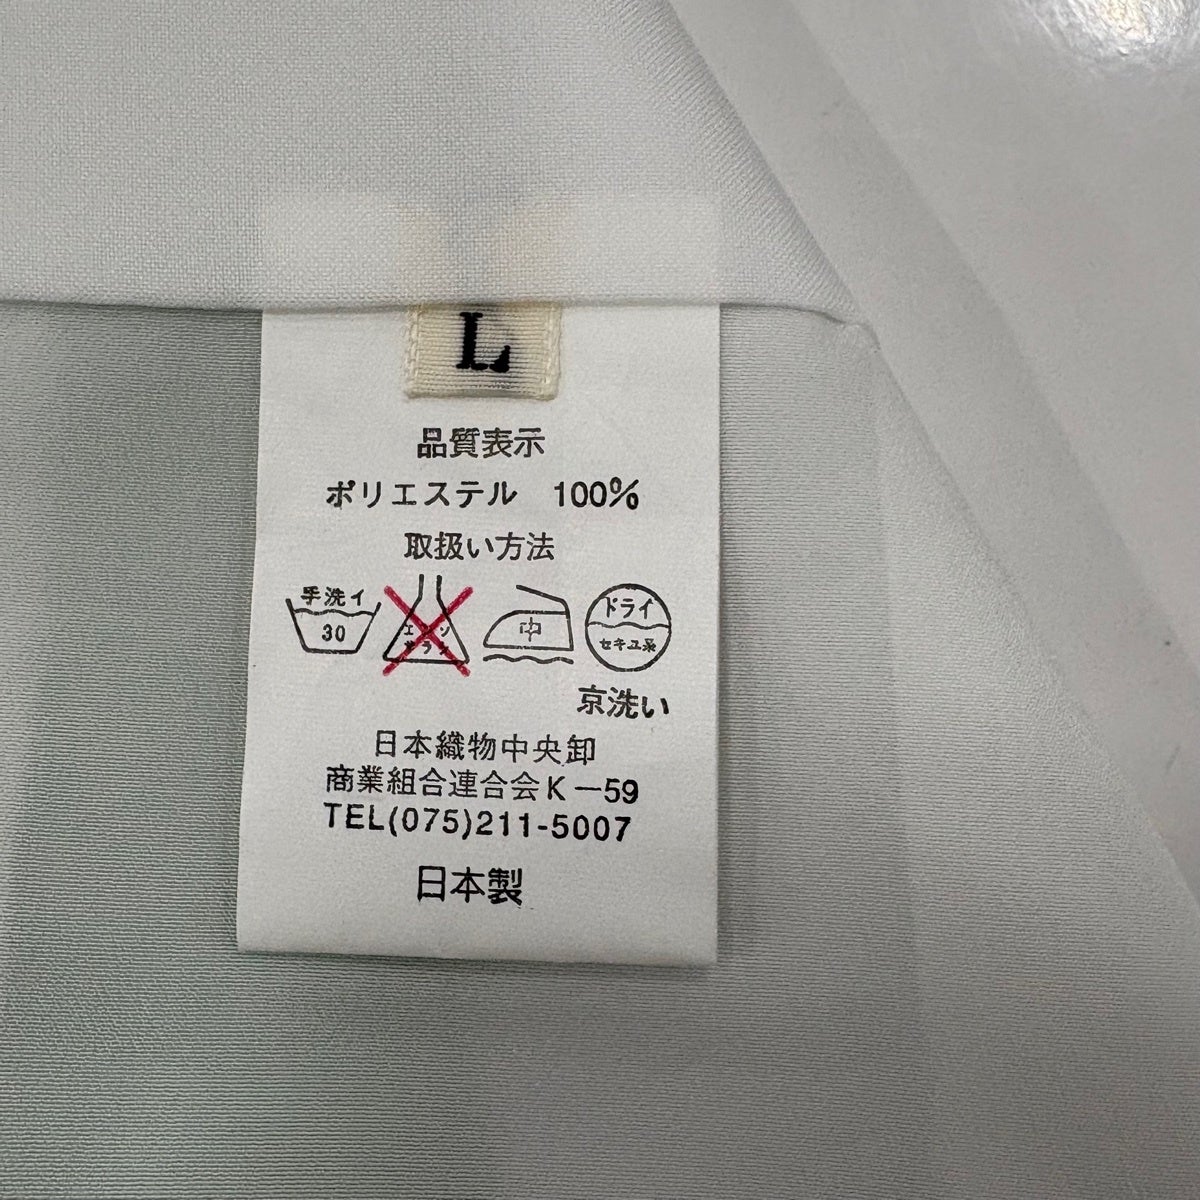 L
品質表示
ポリエステル 100%
取扱い方法
手洗イ
30
エンソ
サラシ
中
ドライ
セキユ系
京洗い
日本織物中央卸
商業組合連合会K-59
TEL(075)211-5007
日本製